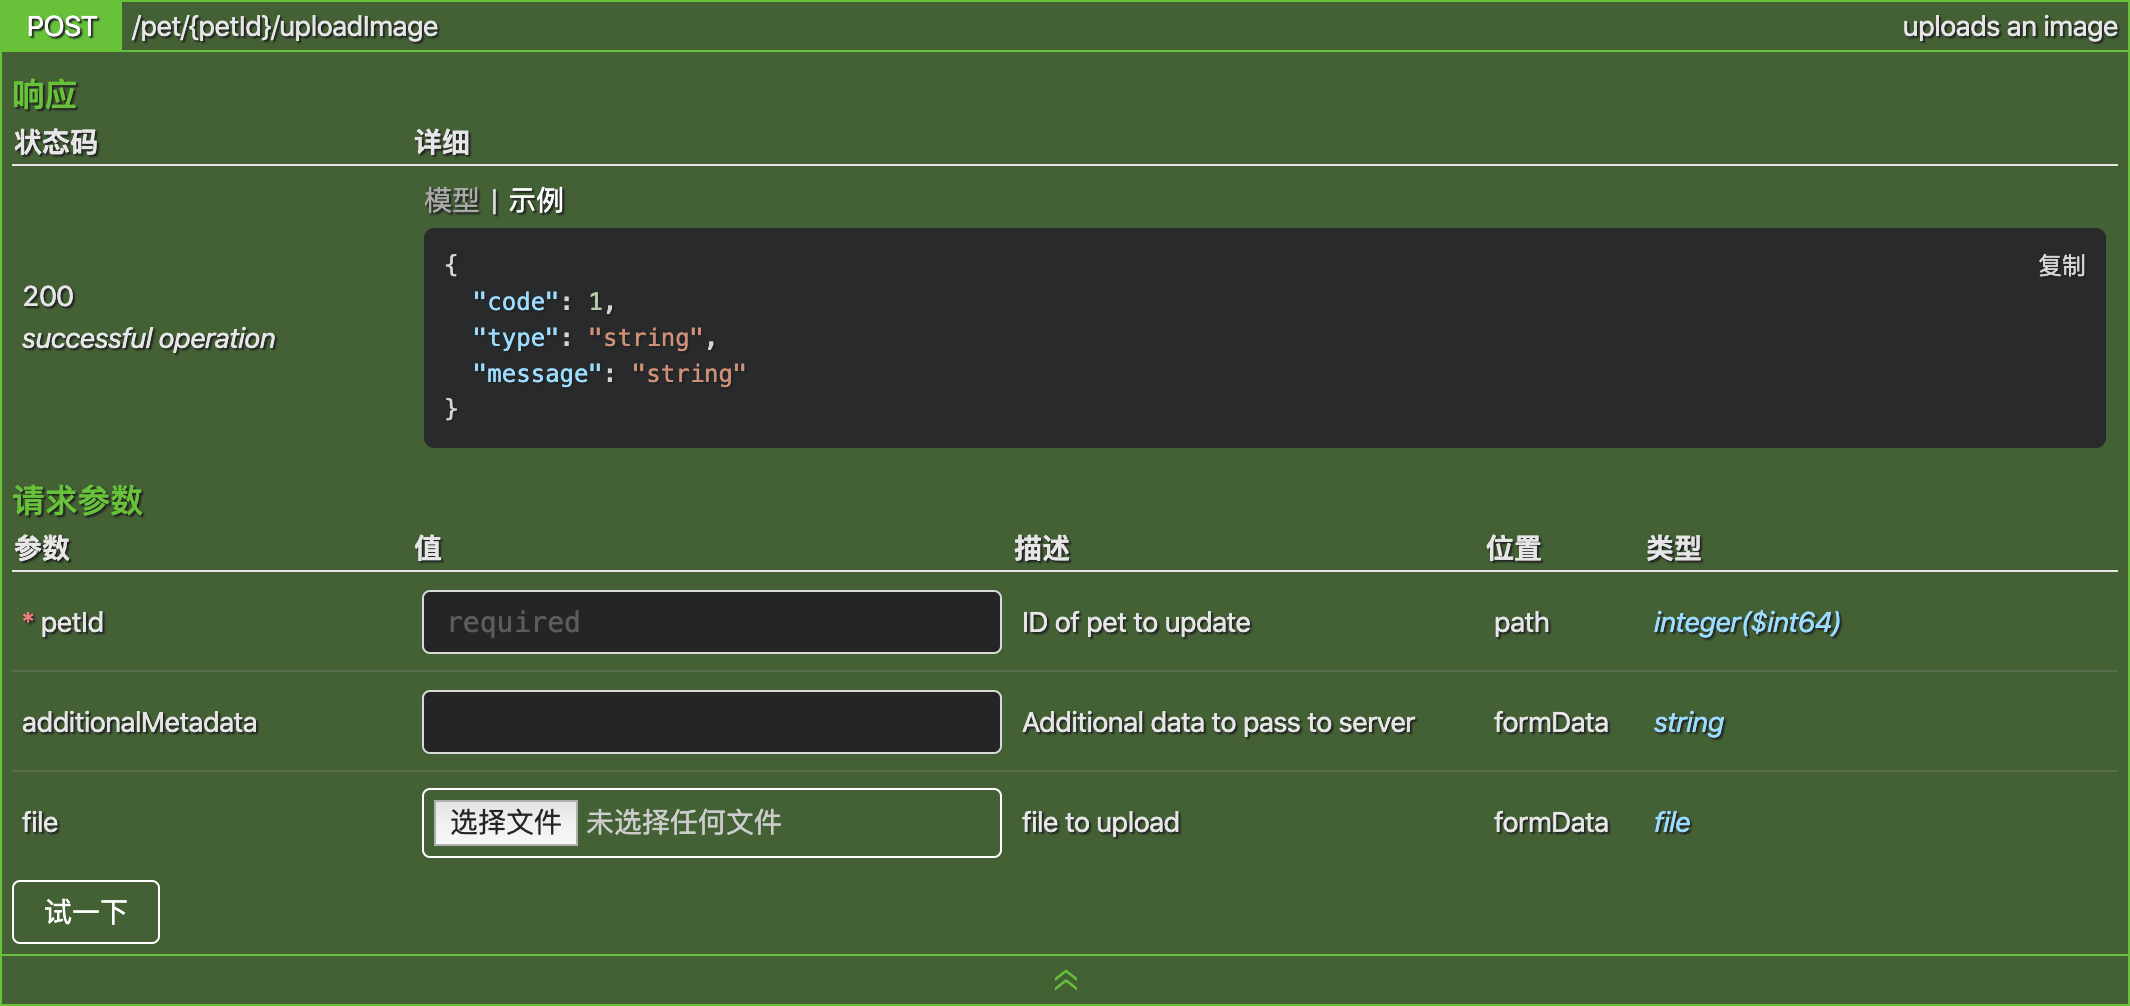 POST /pet/{petId}/uploadImage uploads an image
响应
状态码 详细
模型 | 示例
200
successful operation
{
  "code": 1,
  "type": "string",
  "message": "string"
}
复制
请求参数
参数 值 描述 位置 类型
* petId required ID of pet to update path integer($int64)
additionalMetadata Additional data to pass to server formData string
file 选择文件 未选择任何文件 file to upload formData file
试一下